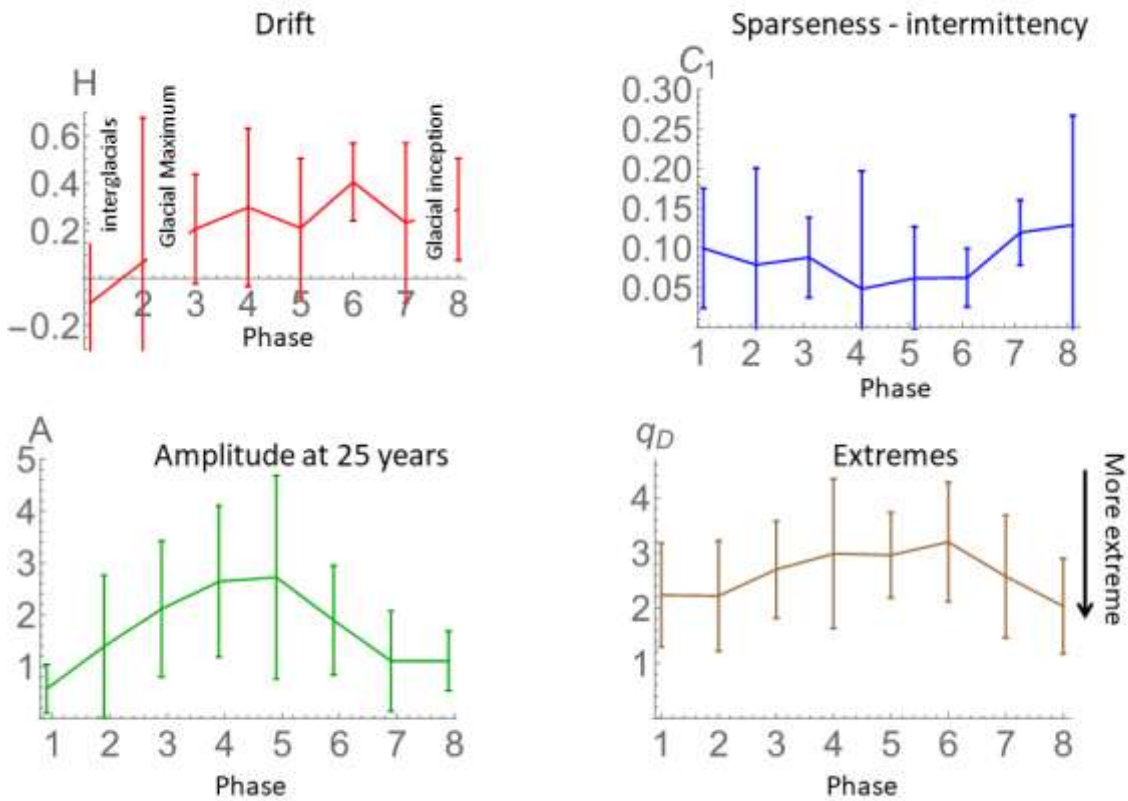 Drift
H
0.6
0.4
0.2
−0.2
interglacials
Glacial Maximum
Glacial inception
2 3 4 5 6 7 8
Phase
Sparseness - intermittency
C1
0.30
0.25
0.20
0.15
0.10
0.05
1 2 3 4 5 6 7 8
Phase
A
Amplitude at 25 years
5
4
3
2
1
1 2 3 4 5 6 7 8
Phase
qD
Extremes
4
3
2
1
1 2 3 4 5 6 7 8
Phase
More extreme